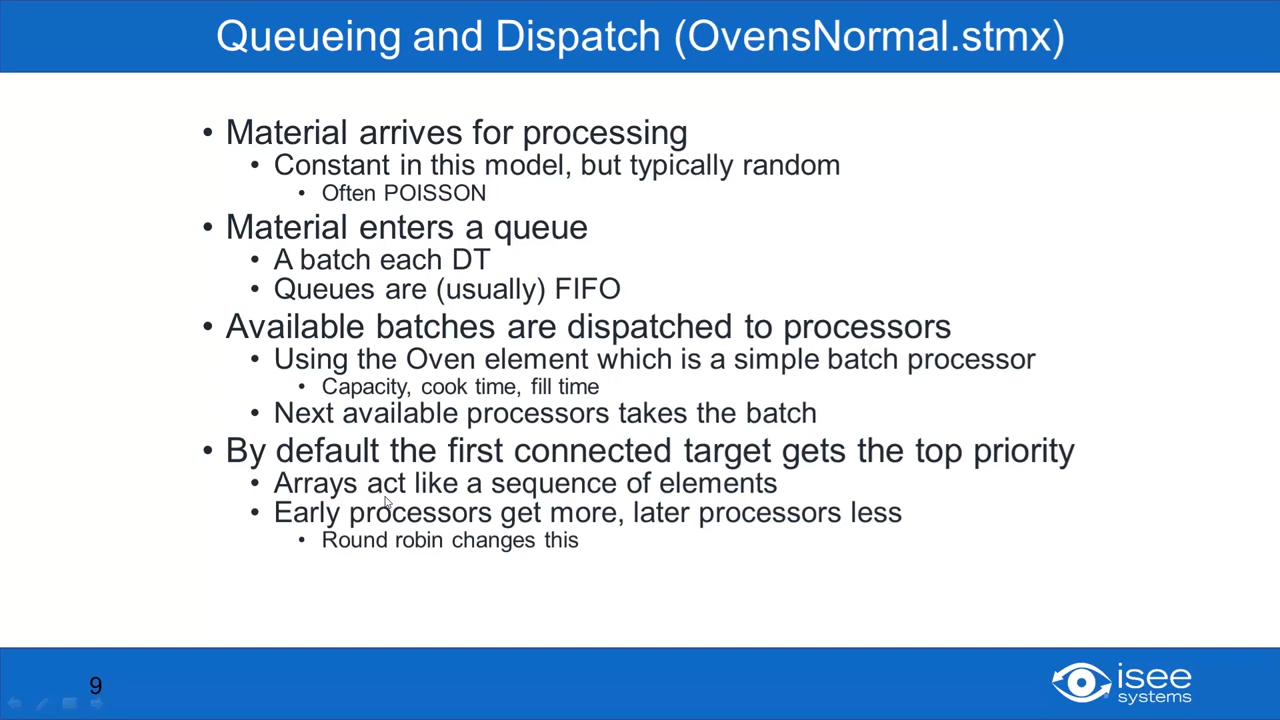 Queueing and Dispatch (OvensNormal.stmx)
• Material arrives for processing
• Constant in this model, but typically random
• Often POISSON
• Material enters a queue
• A batch each DT
• Queues are (usually) FIFO
• Available batches are dispatched to processors
• Using the Oven element which is a simple batch processor
• Capacity, cook time, fill time
• Next available processors takes the batch
• By default the first connected target gets the top priority
• Arrays act like a sequence of elements
• Early processors get more, later processors less
• Round robin changes this
9
isee
systems